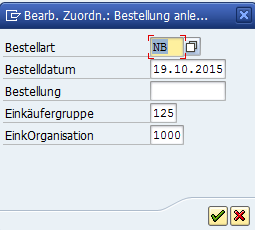 Bearb. Zuordn.: Bestellung anle...
Bestellart NB
Bestelldatum 19.10.2015
Bestellung
Einkäufergruppe 125
EinkOrganisation 1000